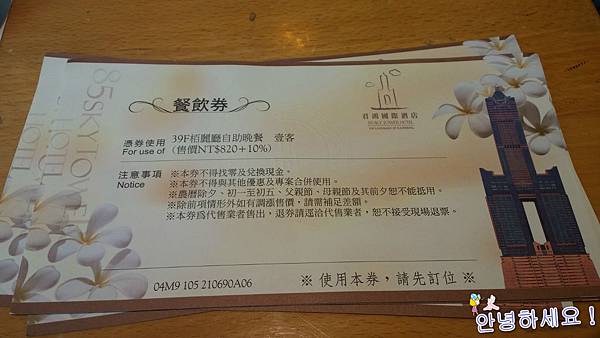 餐飲券
君鴻國際酒店
85 SKY TOWER HOTEL
憑券使用 39F栢麗廳自助晚餐 壹客
For use of (售價NT$820+10%)
注意事項 ※本券不得找零及兌換現金。
Notice ※本券不得與其他優惠及專案合併使用。
※農曆除夕、初一至初五、父親節、母親節及其前夕恕不能抵用。
※除前項情形外如有調漲售價，請需補足差額。
※本券為代售業者售出，退券請逕洽代售業者，恕不接受現場退票。
04M9 105 210690A06
※ 使用本券，請先訂位 ※
안녕하세요!